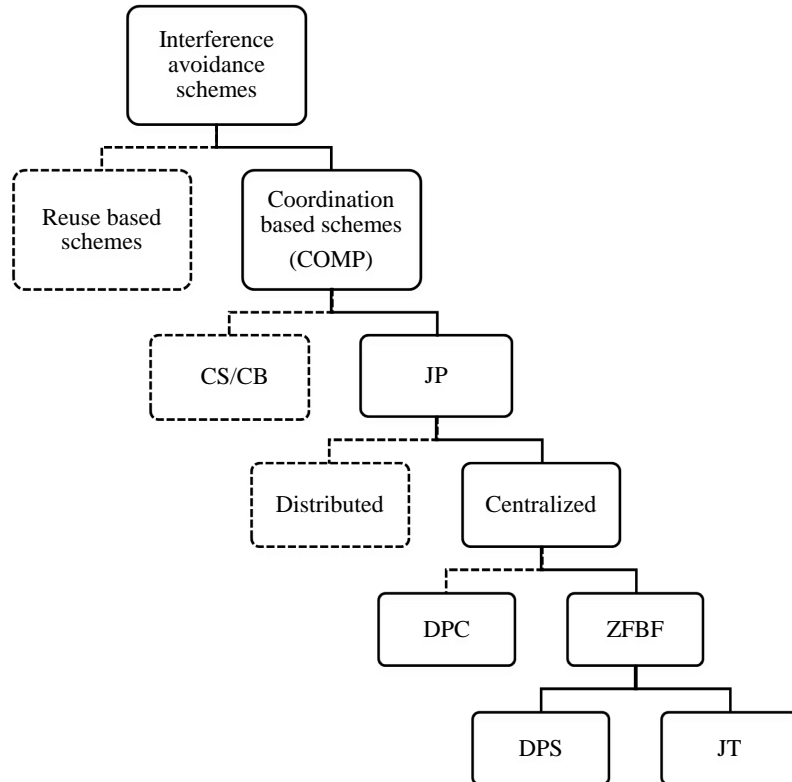 Interference
avoidance
schemes
Reuse based
schemes
Coordination
based schemes
(COMP)
CS/CB
JP
Distributed
Centralized
DPC
ZFBF
DPS
JT